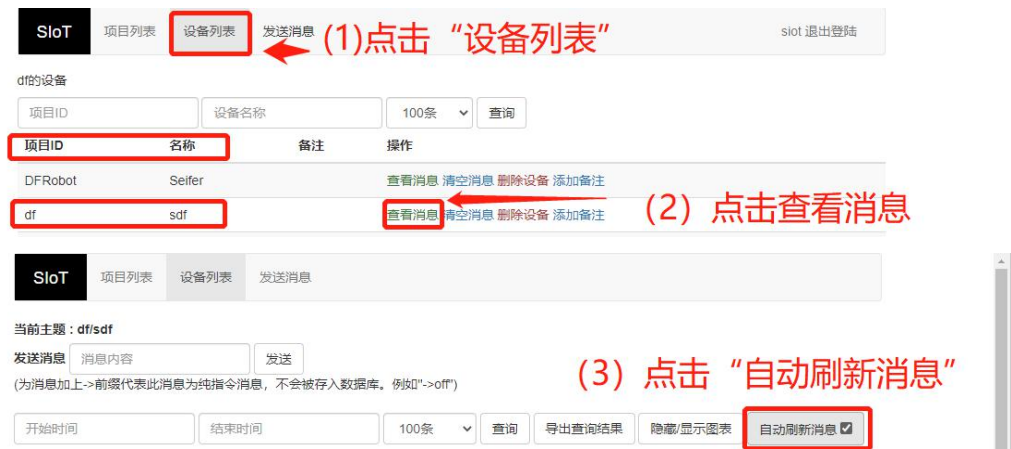 SIoT 项目列表 设备列表 发送消息 siot 退出登陆
(1)点击“设备列表”
df的设备
项目ID 设备名称 100条 查询
项目ID 名称 备注 操作
DFRobot Seifer 查看消息 清空消息 删除设备 添加备注
df sdf 查看消息 清空消息 删除设备 添加备注
（2）点击查看消息
SIoT 项目列表 设备列表 发送消息
当前主题：df/sdf
发送消息 消息内容 发送
(为消息加上->前缀代表此消息为纯指令消息，不会被存入数据库。例如"->off")
（3）点击“自动刷新消息”
开始时间 结束时间 100条 查询 导出查询结果 隐藏/显示图表 自动刷新消息